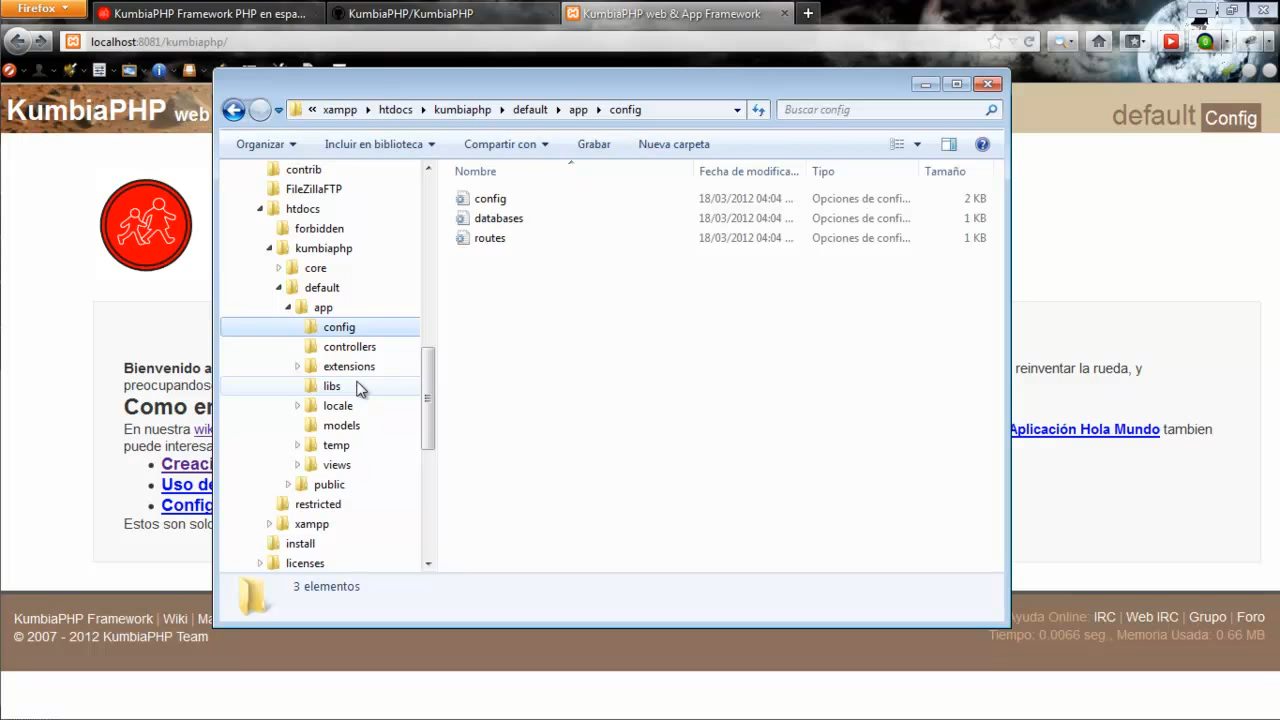 Firefox
KumbiaPHP Framework PHP en espa...
KumbiaPHP/KumbiaPHP
KumbiaPHP web & App Framework
localhost:8081/kumbiaphp/
KumbiaPHP web
default Config
« xampp htdocs kumbiaphp default app config
Buscar config
Organizar
Incluir en biblioteca
Compartir con
Grabar
Nueva carpeta
contrib
FileZillaFTP
htdocs
forbidden
kumbiaphp
core
default
app
config
controllers
extensions
libs
locale
models
temp
views
public
restricted
xampp
install
licenses
Nombre Fecha de modifica... Tipo Tamaño
config 18/03/2012 04:04 ... Opciones de confi... 2 KB
databases 18/03/2012 04:04 ... Opciones de confi... 1 KB
routes 18/03/2012 04:04 ... Opciones de confi... 1 KB
3 elementos
Bienvenido a
reinventar la rueda, y
preocupandose
Como en
En nuestra wik
Aplicación Hola Mundo tambien
puede interesa
Creaci
Uso de
Config
Estos son solo
KumbiaPHP Framework | Wiki | Ma
© 2007 - 2012 KumbiaPHP Team
Ayuda Online: IRC | Web IRC | Grupo | Foro
Tiempo: 0.0066 seg., Memoria Usada: 0.66 MB